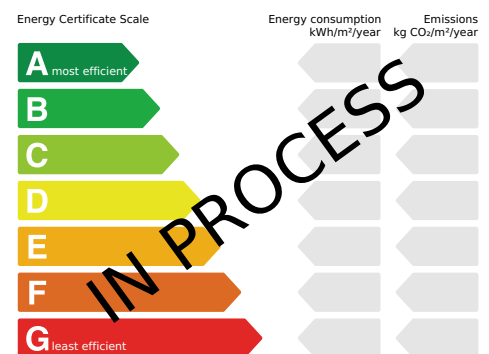 Energy Certificate Scale
Energy consumption
kWh/m²/year
Emissions
kg CO₂/m²/year
A most efficient
B
C
D
E
F
G least efficient
IN PROCESS